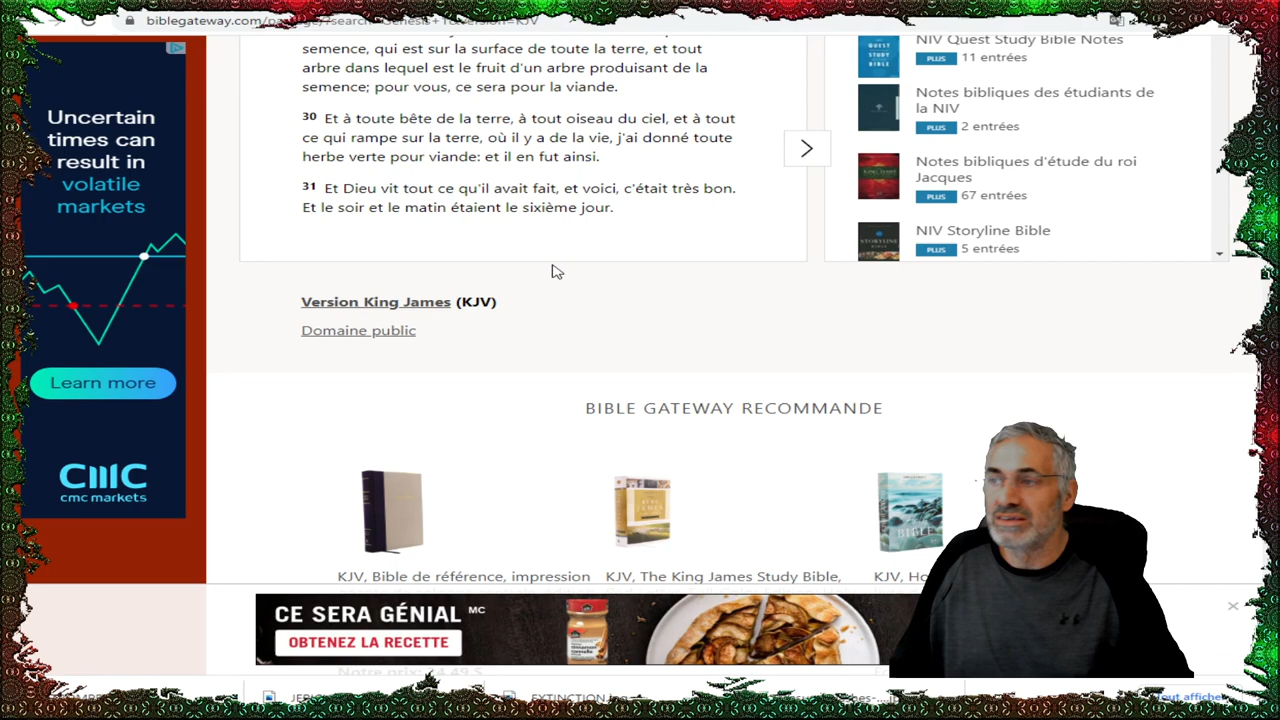 biblegateway.com/
Uncertain
times can
result in
volatile
markets
Learn more
CMC
cmc markets
semence, qui est sur la surface de toute la terre, et tout
arbre dans lequel est le fruit d'un arbre produisant de la
semence; pour vous, ce sera pour la viande.
30 Et à toute bête de la terre, à tout oiseau du ciel, et à tout
ce qui rampe sur la terre, où il y a de la vie, j'ai donné toute
herbe verte pour viande: et il en fut ainsi.
31 Et Dieu vit tout ce qu'il avait fait, et voici, c'était très bon.
Et le soir et le matin étaient le sixième jour.
Version King James (KJV)
Domaine public
QUEST
STUDY
BIBLE
NIV Quest Study Bible Notes
PLUS 11 entrées
Notes bibliques des étudiants de
la NIV
PLUS 2 entrées
Notes bibliques d'étude du roi
Jacques
PLUS 67 entrées
STORYLINE
NIV Storyline Bible
PLUS 5 entrées
BIBLE GATEWAY RECOMMANDE
BIBLE
KJV, Bible de référence, impression
KJV, The King James Study Bible,
KJV, Ho
CE SERA GÉNIAL MC
OBTENEZ LA RECETTE
Notre prix:
EXTINCTION
Tout affiche